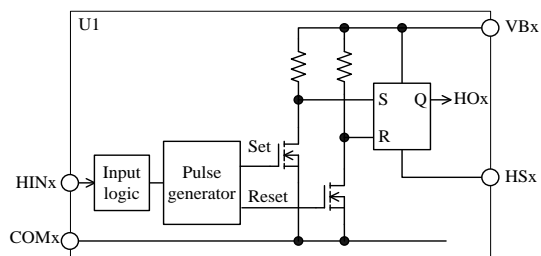 U1
VBx
S
Q
HOx
R
Set
Input
logic
Pulse
generator
HINx
HSx
Reset
COMx